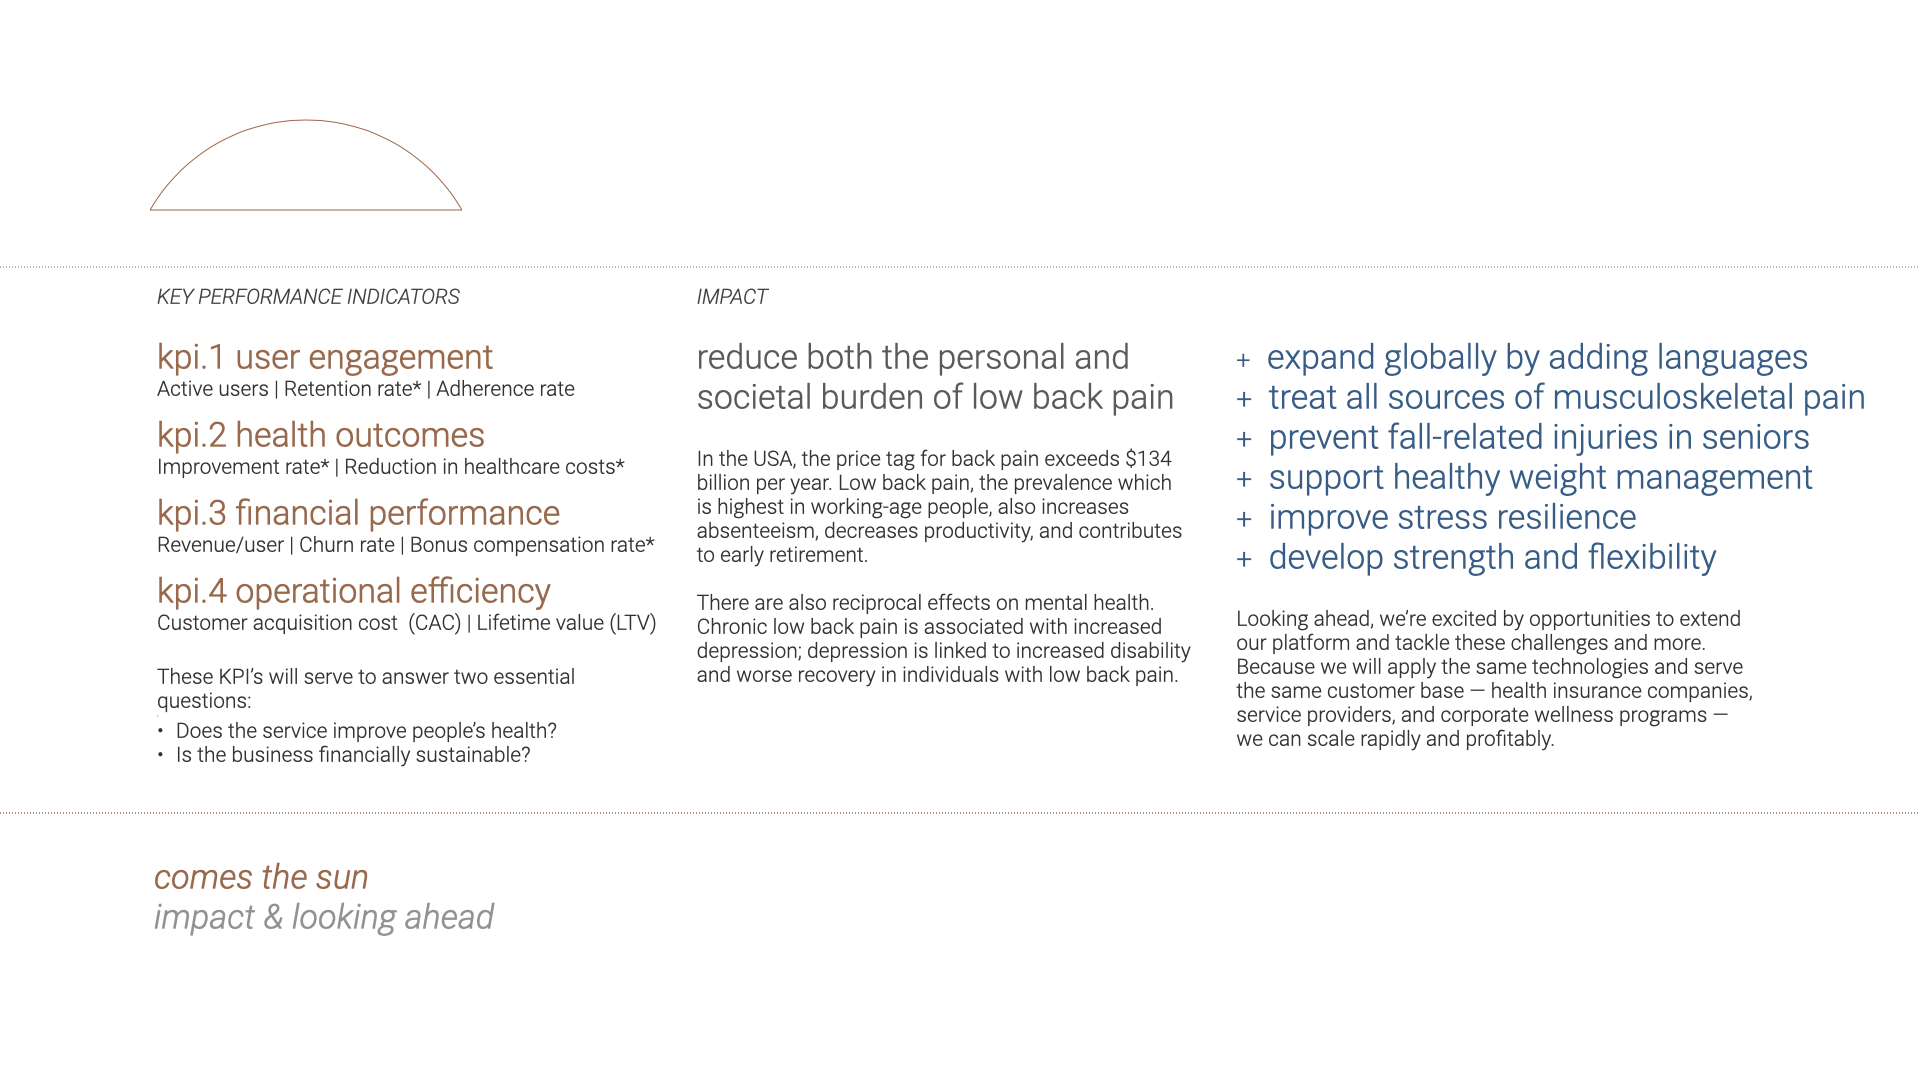 KEY PERFORMANCE INDICATORS
kpi.1 user engagement
Active users | Retention rate* | Adherence rate
kpi.2 health outcomes
Improvement rate* | Reduction in healthcare costs*
kpi.3 financial performance
Revenue/user | Churn rate | Bonus compensation rate*
kpi.4 operational efficiency
Customer acquisition cost  (CAC) | Lifetime value (LTV)
These KPI’s will serve to answer two essential
questions:
• Does the service improve people’s health?
• Is the business financially sustainable?
IMPACT
reduce both the personal and
societal burden of low back pain
In the USA, the price tag for back pain exceeds $134
billion per year. Low back pain, the prevalence which
is highest in working-age people, also increases
absenteeism, decreases productivity, and contributes
to early retirement.
There are also reciprocal effects on mental health.
Chronic low back pain is associated with increased
depression; depression is linked to increased disability
and worse recovery in individuals with low back pain.
+ expand globally by adding languages
+ treat all sources of musculoskeletal pain
+ prevent fall-related injuries in seniors
+ support healthy weight management
+ improve stress resilience
+ develop strength and flexibility
Looking ahead, we’re excited by opportunities to extend
our platform and tackle these challenges and more.
Because we will apply the same technologies and serve
the same customer base — health insurance companies,
service providers, and corporate wellness programs —
we can scale rapidly and profitably.
comes the sun
impact & looking ahead